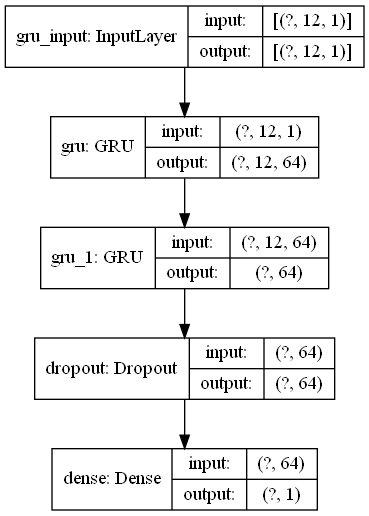 gru_input: InputLayer input: [(?, 12, 1)]
output: [(?, 12, 1)]
gru: GRU input: (?, 12, 1)
output: (?, 12, 64)
gru_1: GRU input: (?, 12, 64)
output: (?, 64)
dropout: Dropout input: (?, 64)
output: (?, 64)
dense: Dense input: (?, 64)
output: (?, 1)